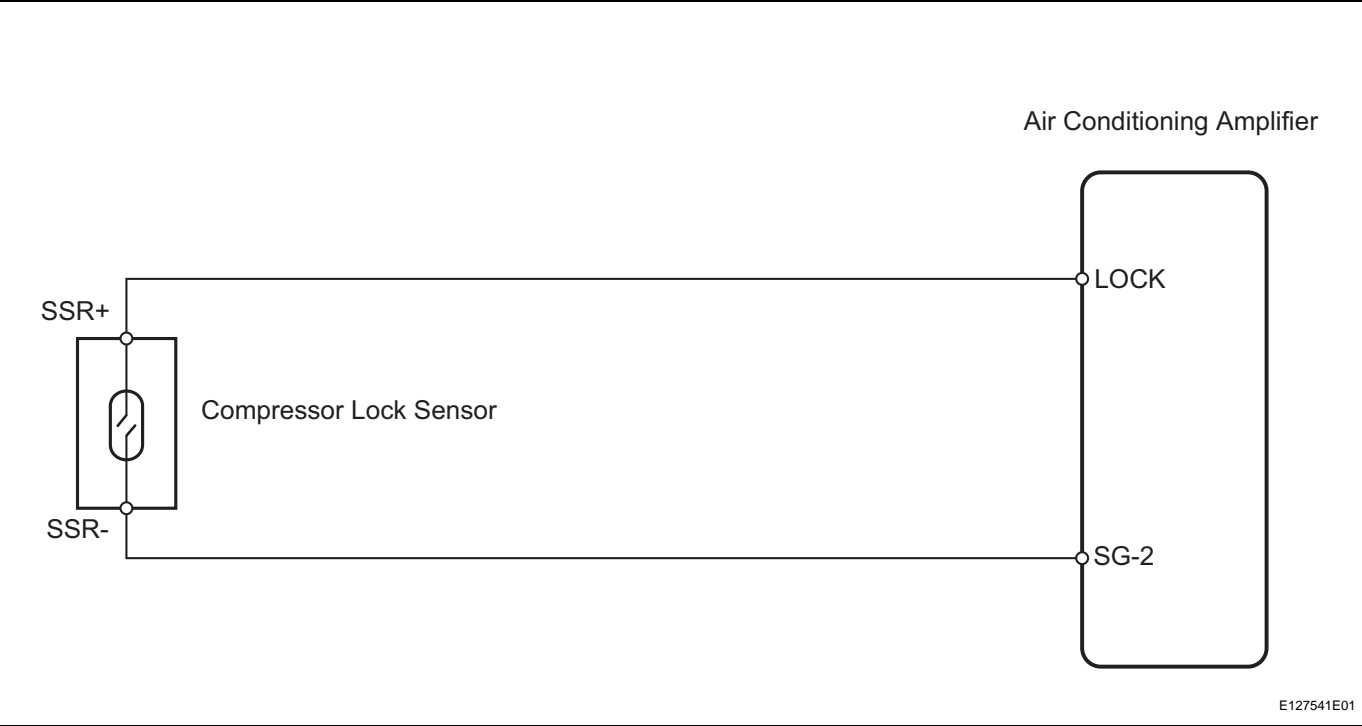 Air Conditioning Amplifier
LOCK
SSR+
Compressor Lock Sensor
SSR-
SG-2
E127541E01